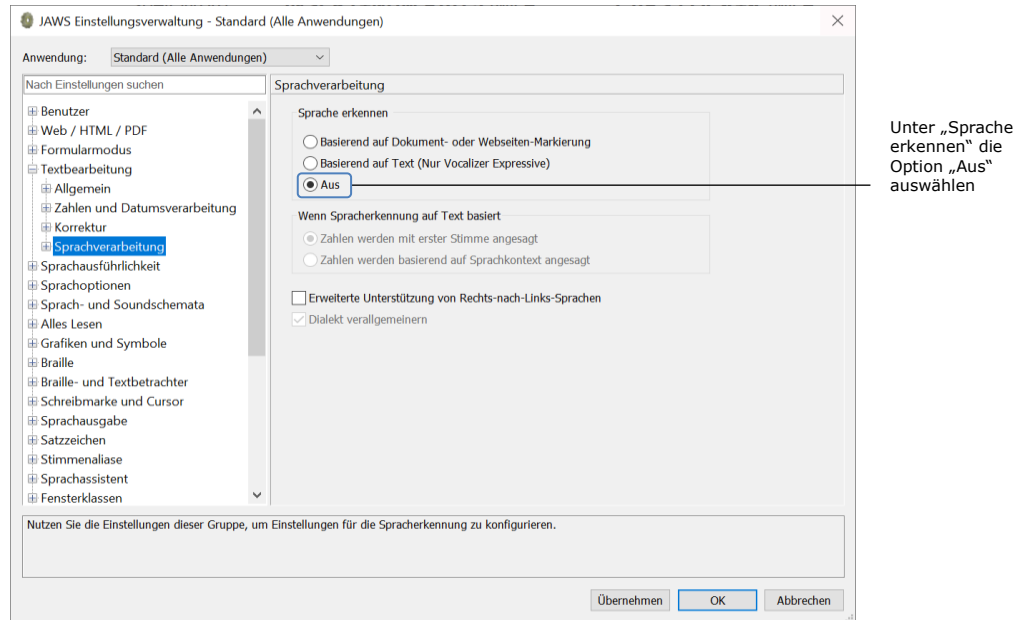 JAWS Einstellungsverwaltung - Standard (Alle Anwendungen)
Anwendung: Standard (Alle Anwendungen)
Nach Einstellungen suchen
Benutzer
Web / HTML / PDF
Formularmodus
Textbearbeitung
Allgemein
Zahlen und Datumsverarbeitung
Korrektur
Sprachverarbeitung
Sprachausführlichkeit
Sprachoptionen
Sprach- und Soundschemata
Alles Lesen
Grafiken und Symbole
Braille
Braille- und Textbetrachter
Schreibmarke und Cursor
Sprachausgabe
Satzzeichen
Stimmenaliase
Sprachassistent
Fensterklassen
Sprachverarbeitung
Sprache erkennen
Basierend auf Dokument- oder Webseiten-Markierung
Basierend auf Text (Nur Vocalizer Expressive)
Aus
Wenn Spracherkennung auf Text basiert
Zahlen werden mit erster Stimme angesagt
Zahlen werden basierend auf Sprachkontext angesagt
Erweiterte Unterstützung von Rechts-nach-Links-Sprachen
Dialekt verallgemeinern
Unter „Sprache
erkennen“ die
Option „Aus“
auswählen
Nutzen Sie die Einstellungen dieser Gruppe, um Einstellungen für die Spracherkennung zu konfigurieren.
Übernehmen OK Abbrechen